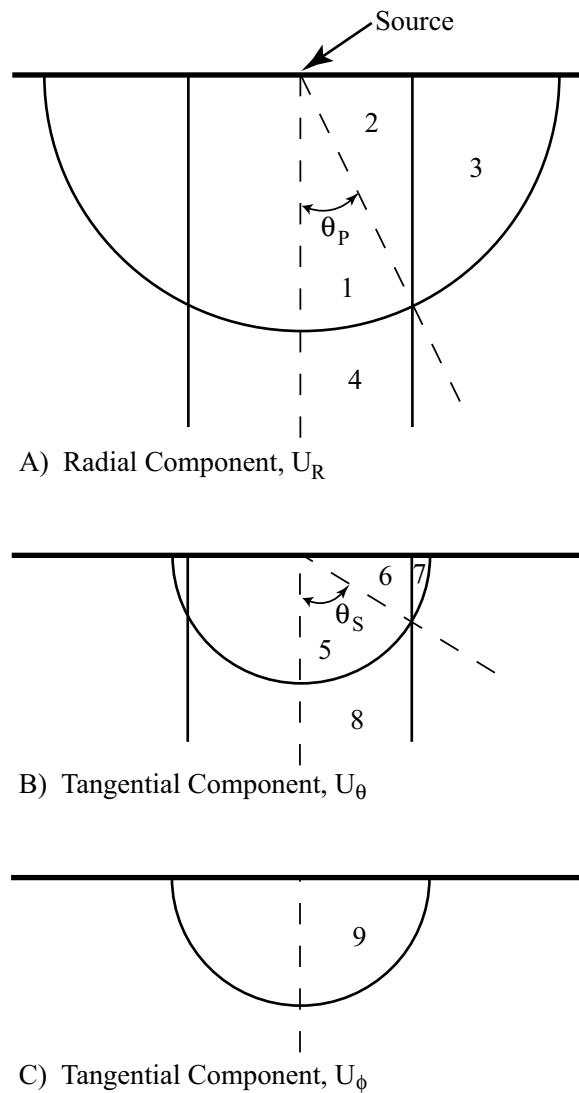 Source
2
3
θP
1
4
A) Radial Component, UR
6 7
θS
5
8
B) Tangential Component, Uθ
9
C) Tangential Component, Uϕ